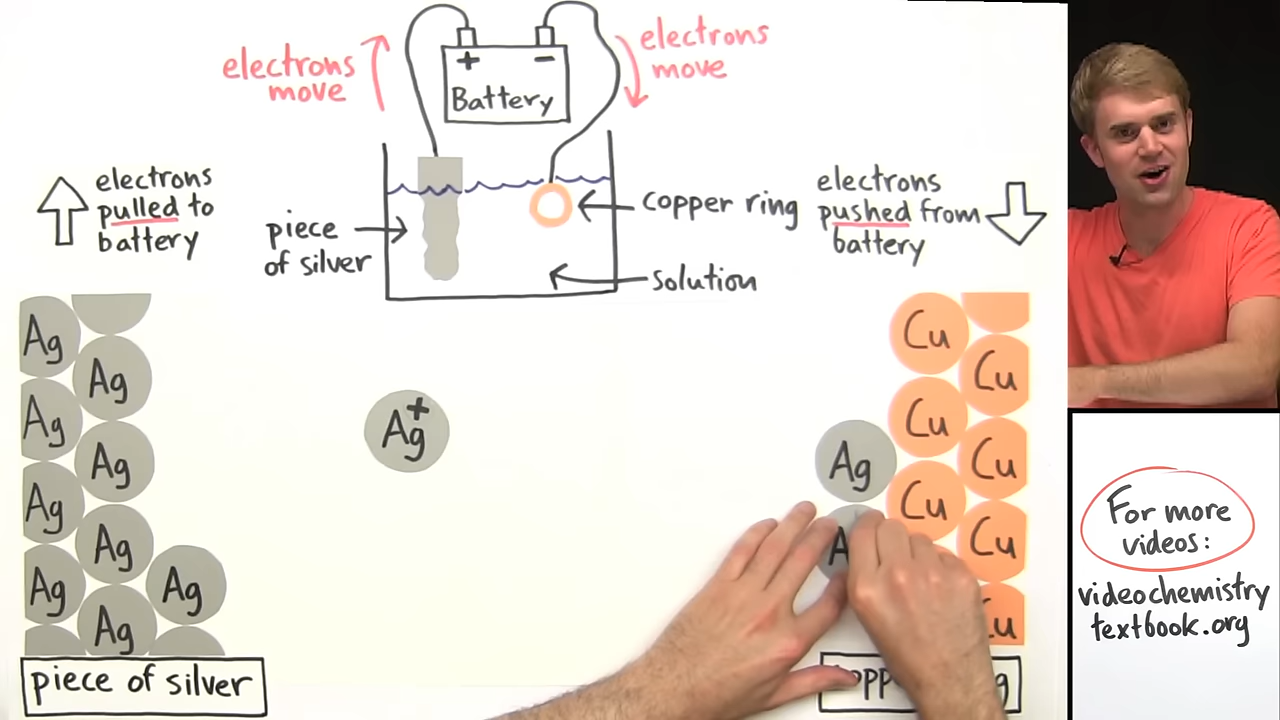 electrons
move
+
-
Battery
electrons
move
electrons
pulled to
battery
piece
of silver
copper ring
solution
electrons
pushed from
battery
Ag
Ag
Ag
Ag
Ag
Ag
Ag
Ag
Ag
Ag+
Ag
Cu
Cu
Cu
Cu
Cu
Cu
piece of silver
For more
videos:
videochemistry
textbook.org